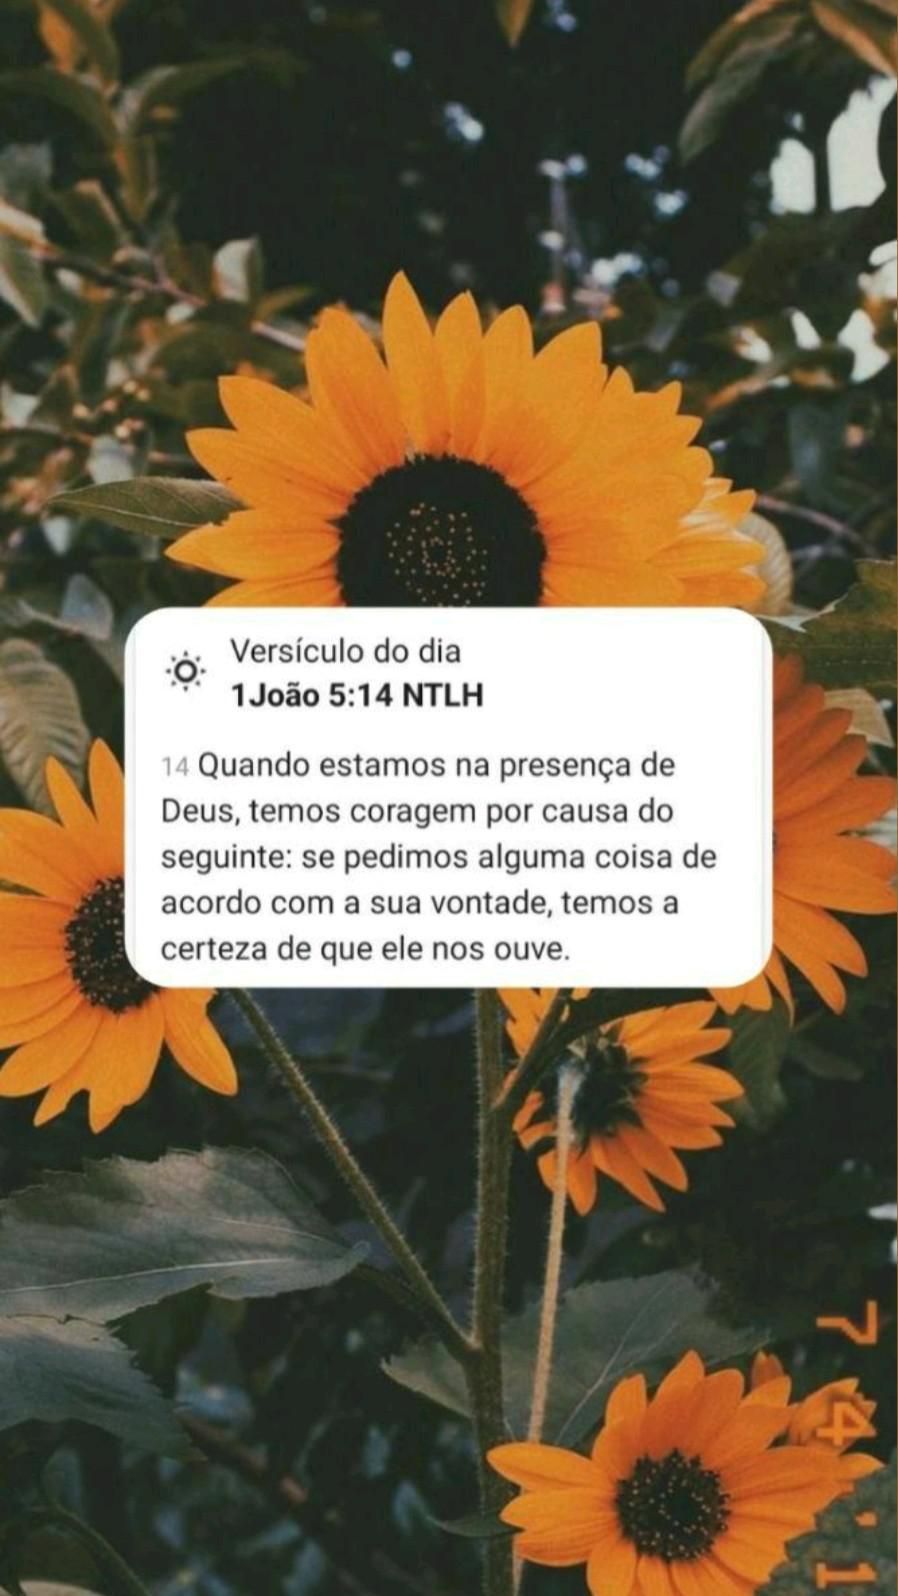 Versículo do dia
1João 5:14 NTLH
14 Quando estamos na presença de
Deus, temos coragem por causa do
seguinte: se pedimos alguma coisa de
acordo com a sua vontade, temos a
certeza de que ele nos ouve.
7 4 '1